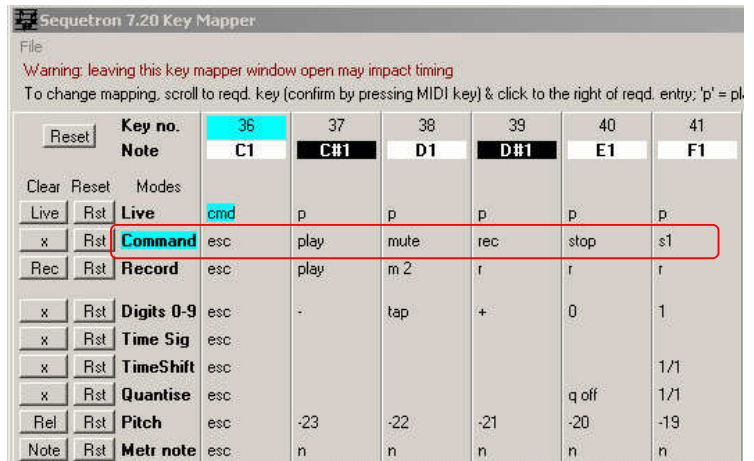 Sequetron 7.20 Key Mapper
File
Warning: leaving this key mapper window open may impact timing
To change mapping, scroll to reqd. key (confirm by pressing MIDI key) & click to the right of reqd. entry; 'p' = pl
Reset Key no. 36 37 38 39 40 41
Note C1 C#1 D1 D#1 E1 F1
Clear Reset Modes
Live Rst Live cmd p p p p p
x Rst Command esc play mute rec stop s1
Rec Rst Record esc play m 2 r r r
x Rst Digits 0-9 esc - tap + 0 1
x Rst Time Sig esc
x Rst TimeShift esc 1/1
x Rst Quantise esc q off 1/1
Rel Rst Pitch esc -23 -22 -21 -20 -19
Note Rst Metr note esc n n n n n